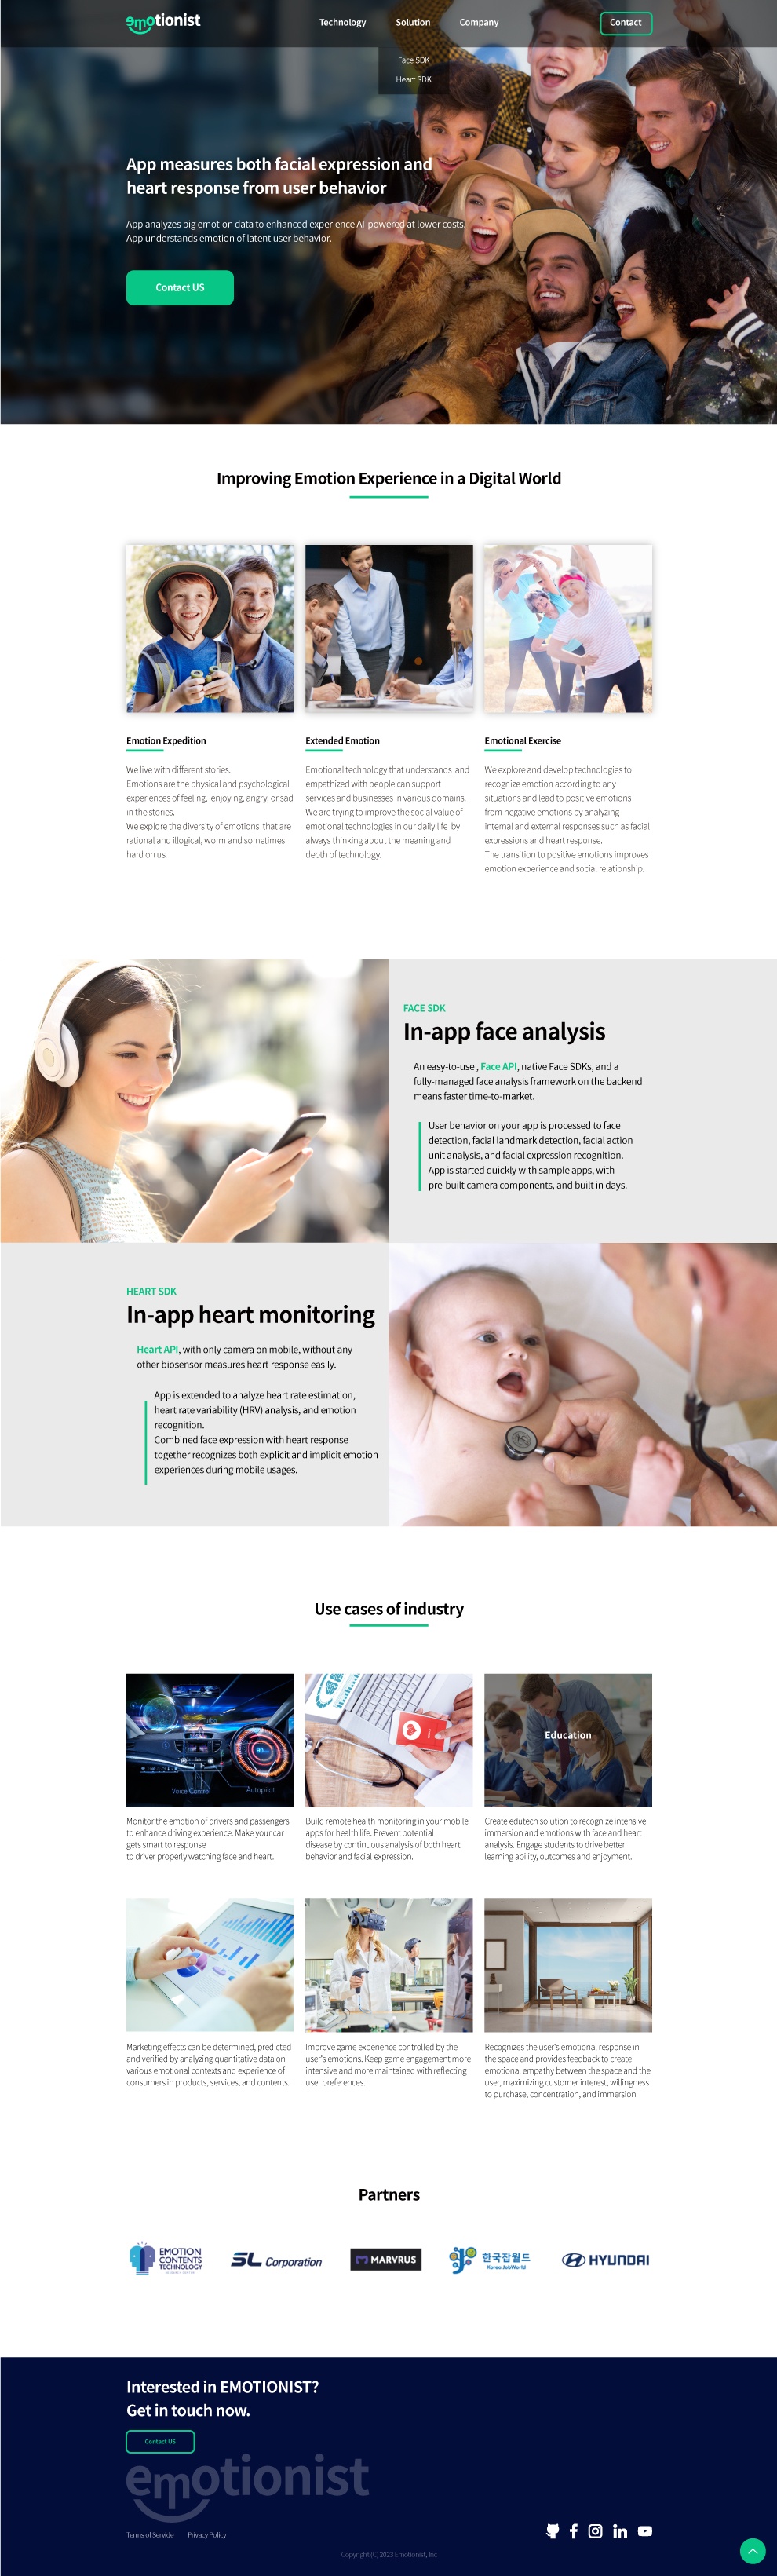 emotionist
Technology Solution Company Contact
Face SDK
Heart SDK
App measures both facial expression and
heart response from user behavior
App analyzes big emotion data to enhanced experience AI-powered at lower costs.
App understands emotion of latent user behavior.
Contact US
Improving Emotion Experience in a Digital World
Emotion Expedition
We live with different stories.
Emotions are the physical and psychological
experiences of feeling, enjoying, angry, or sad
in the stories.
We explore the diversity of emotions that are
rational and illogical, worm and sometimes
hard on us.
Extended Emotion
Emotional technology that understands and
empathized with people can support
services and businesses in various domains.
We are trying to improve the social value of
emotional technologies in our daily life by
always thinking about the meaning and
depth of technology.
Emotional Exercise
We explore and develop technologies to
recognize emotion according to any
situations and lead to positive emotions
from negative emotions by analyzing
internal and external responses such as facial
expressions and heart response.
The transition to positive emotions improves
emotion experience and social relationship.
FACE SDK
In-app face analysis
An easy-to-use , Face API, native Face SDKs, and a
fully-managed face analysis framework on the backend
means faster time-to-market.
User behavior on your app is processed to face
detection, facial landmark detection, facial action
unit analysis, and facial expression recognition.
App is started quickly with sample apps, with
pre-built camera components, and built in days.
HEART SDK
In-app heart monitoring
Heart API, with only camera on mobile, without any
other biosensor measures heart response easily.
App is extended to analyze heart rate estimation,
heart rate variability (HRV) analysis, and emotion
recognition.
Combined face expression with heart response
together recognizes both explicit and implicit emotion
experiences during mobile usages.
Use cases of industry
90
Voice Control
Autopilot
Monitor the emotion of drivers and passengers
to enhance driving experience. Make your car
gets smart to response
to driver properly watching face and heart.
Build remote health monitoring in your mobile
apps for health life. Prevent potential
disease by continuous analysis of both heart
behavior and facial expression.
Education
Create edutech solution to recognize intensive
immersion and emotions with face and heart
analysis. Engage students to drive better
learning ability, outcomes and enjoyment.
Marketing effects can be determined, predicted
and verified by analyzing quantitative data on
various emotional contexts and experience of
consumers in products, services, and contents.
Improve game experience controlled by the
user's emotions. Keep game engagement more
intensive and more maintained with reflecting
user preferences.
Recognizes the user's emotional response in
the space and provides feedback to create
emotional empathy between the space and the
user, maximizing customer interest, willingness
to purchase, concentration, and immersion
Partners
EMOTION
CONTENTS
TECHNOLOGY
RESEARCH CENTER
SL Corporation
MARVRUS
한국잡월드
Korea JobWorld
HYUNDAI
Interested in EMOTIONIST?
Get in touch now.
Contact US
emotionist
Terms of Servide Privacy Policy
Copyright (C) 2023 Emotionist, Inc